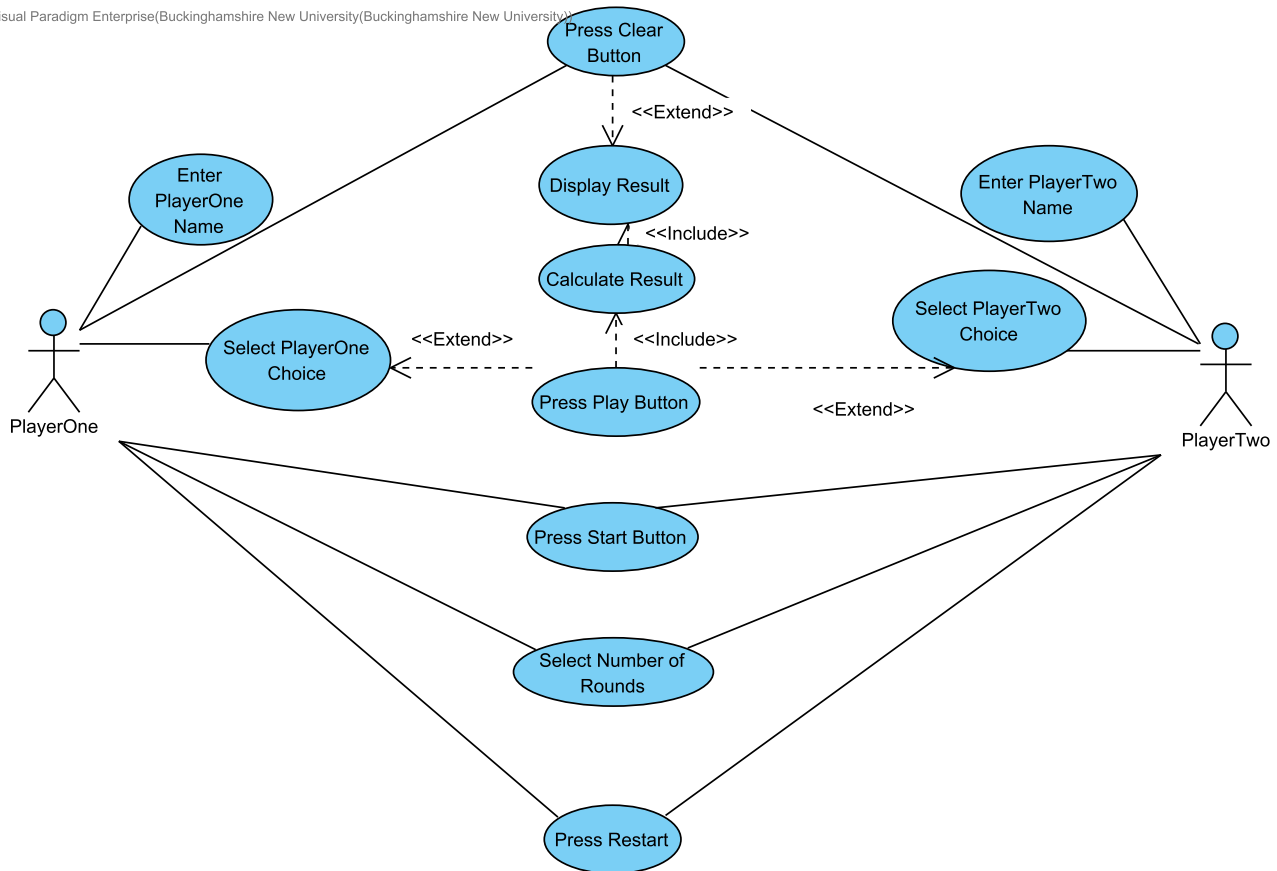 isual Paradigm Enterprise(Buckinghamshire New University(Buckinghamshire New University))
Press Clear
Button
<<Extend>>
Enter
PlayerOne
Name
Display Result
Enter PlayerTwo
Name
<<Include>>
Calculate Result
Select PlayerTwo
Choice
Select PlayerOne
Choice
<<Extend>>
<<Include>>
Press Play Button
<<Extend>>
PlayerOne
PlayerTwo
Press Start Button
Select Number of
Rounds
Press Restart